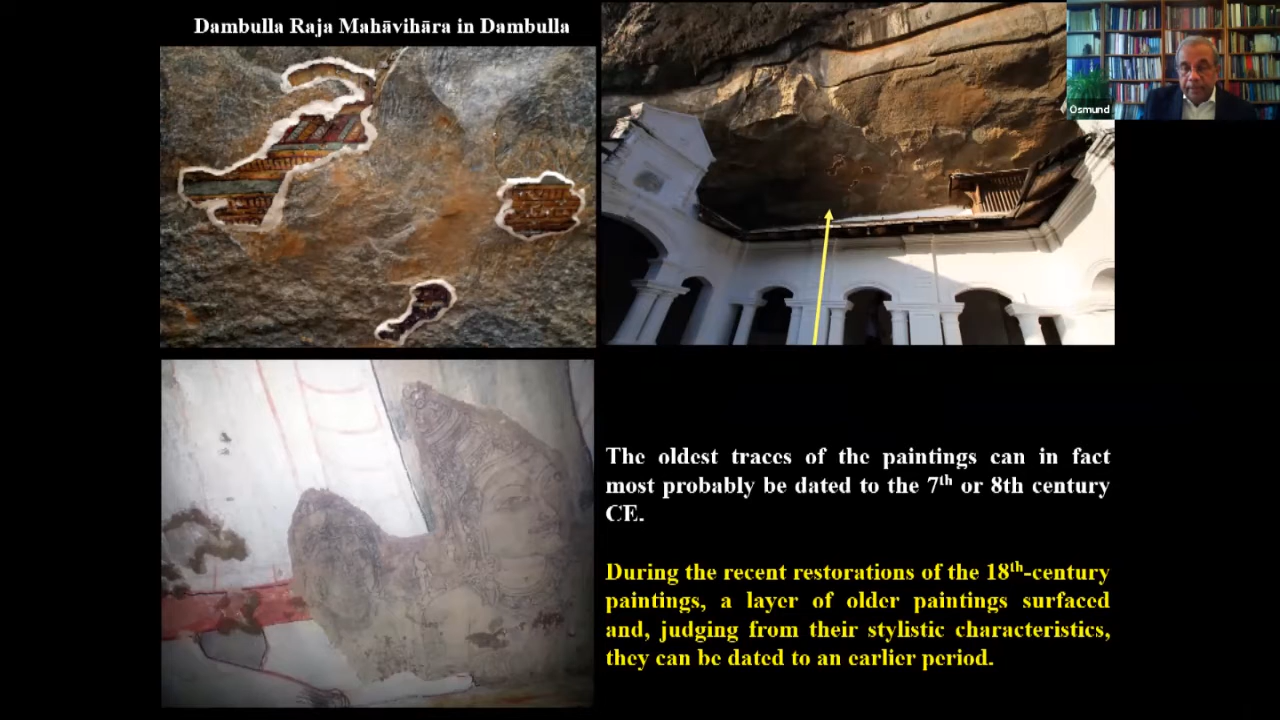 Dambulla Raja Mahāvihāra in Dambulla
Osmund
The oldest traces of the paintings can in fact
most probably be dated to the 7th or 8th century
CE.
During the recent restorations of the 18th-century
paintings, a layer of older paintings surfaced
and, judging from their stylistic characteristics,
they can be dated to an earlier period.